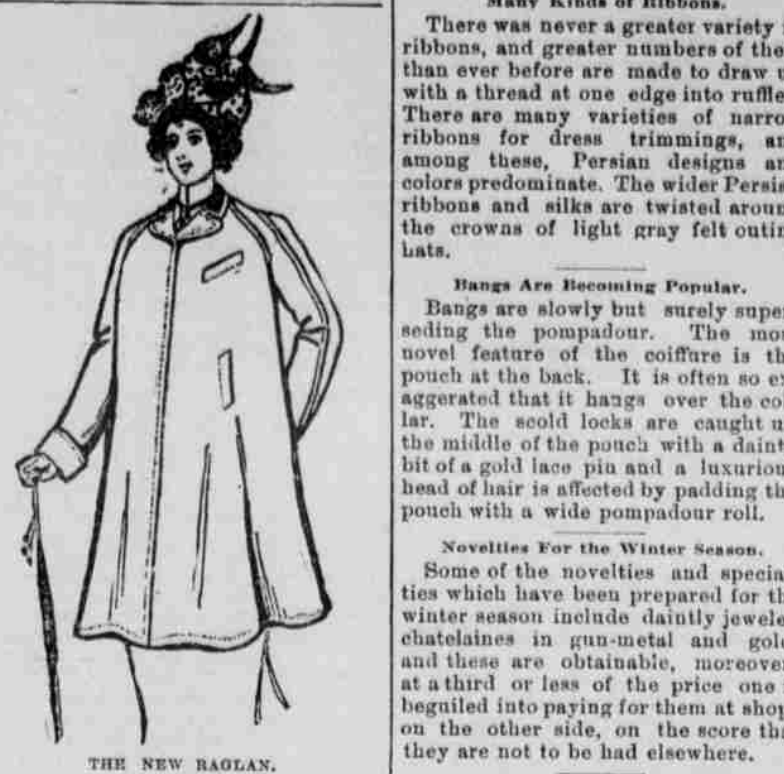 THE NEW RAGLAN.
Many Kinds of Ribbons.
There was never a greater variety
ribbons, and greater numbers of the
than ever before are made to draw
with a thread at one edge into ruffle
There are many varieties of narro
ribbons for dress trimmings, an
among these, Persian designs an
colors predominate. The wider Persia
ribbons and silks are twisted aroun
the crowns of light gray felt outin
hats.
Bangs Are Becoming Popular.
Bangs are slowly but surely super
seding the pompadour. The mos
novel feature of the coiffure is th
pouch at the back. It is often so ex
aggerated that it hangs over the col
lar. The scold locks are caught u
the middle of the pouch with a daint
bit of a gold lace pin and a luxuriou
head of hair is affected by padding th
pouch with a wide pompadour roll.
Novelties For the Winter Season.
Some of the novelties and special
ties which have been prepared for th
winter season include daintly jewele
chatelaines in gun-metal and gold
and these are obtainable, moreover
at a third or less of the price one
beguiled into paying for them at shop
on the other side, on the score tha
they are not to be had elsewhere.